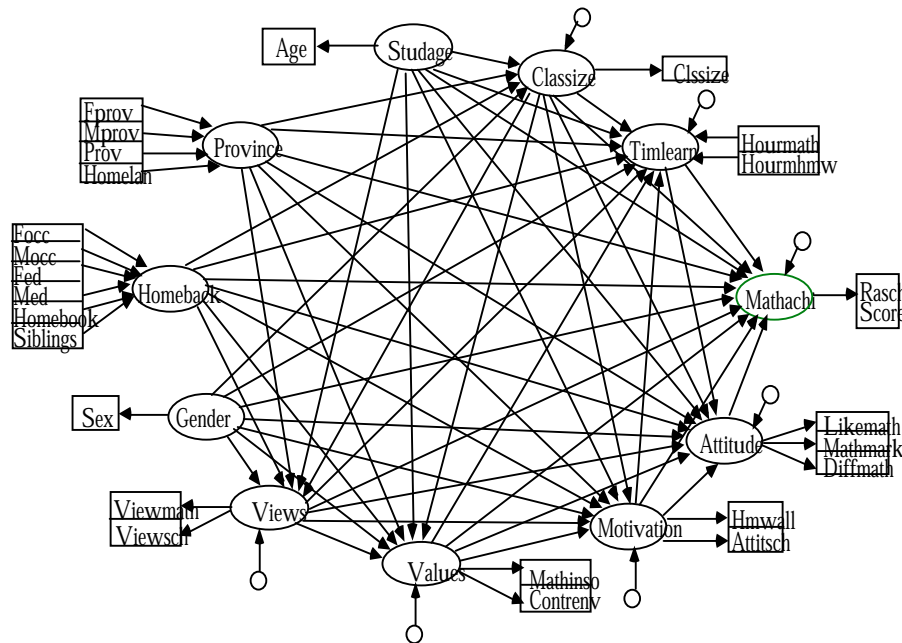 Age
Studage
Classize
Clssize
Fprov
Mprov
Prov
Homelan
Province
Timlearn
Hourmath
Hourmhmw
Focc
Mocc
Fed
Med
Homebook
Siblings
Homeback
Mathach
Rasch
Score
Sex
Gender
Attitude
Likemath
Mathmark
Diffmath
Viewmath
Viewsch
Views
Motivation
Hmwall
Attitsch
Values
Mathinso
Contrenv